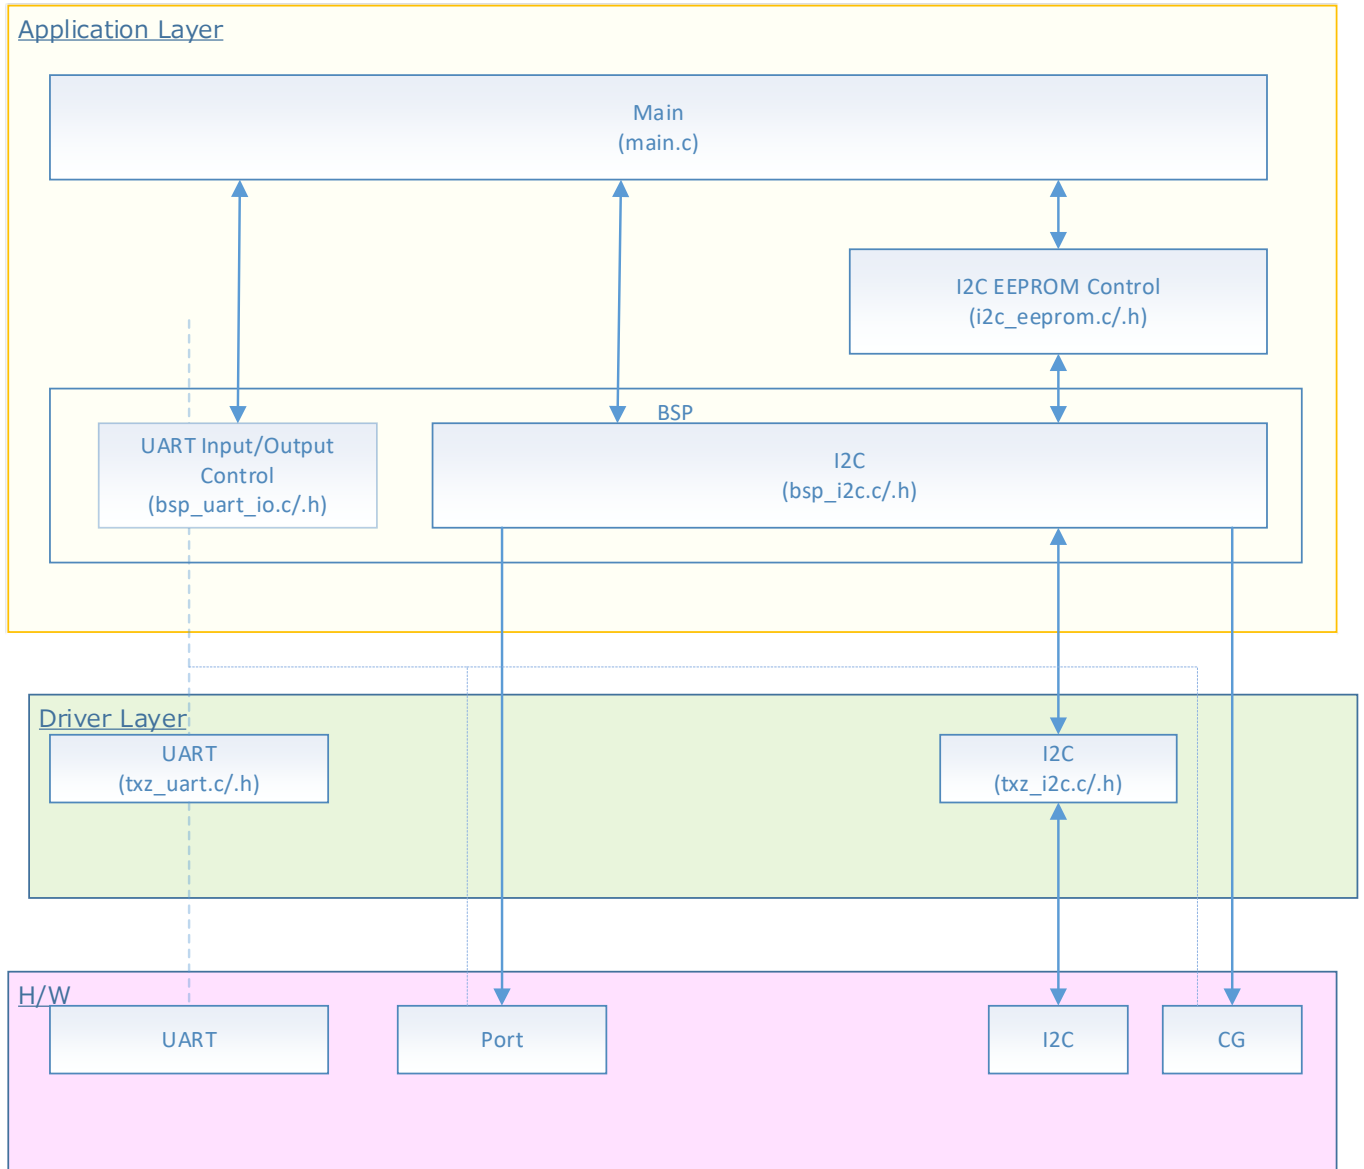 Application Layer
Main
(main.c)
I2C EEPROM Control
(i2c_eeprom.c/.h)
BSP
UART Input/Output
Control
(bsp_uart_io.c/.h)
I2C
(bsp_i2c.c/.h)
Driver Layer
UART
(txz_uart.c/.h)
I2C
(txz_i2c.c/.h)
H/W
UART
Port
I2C
CG